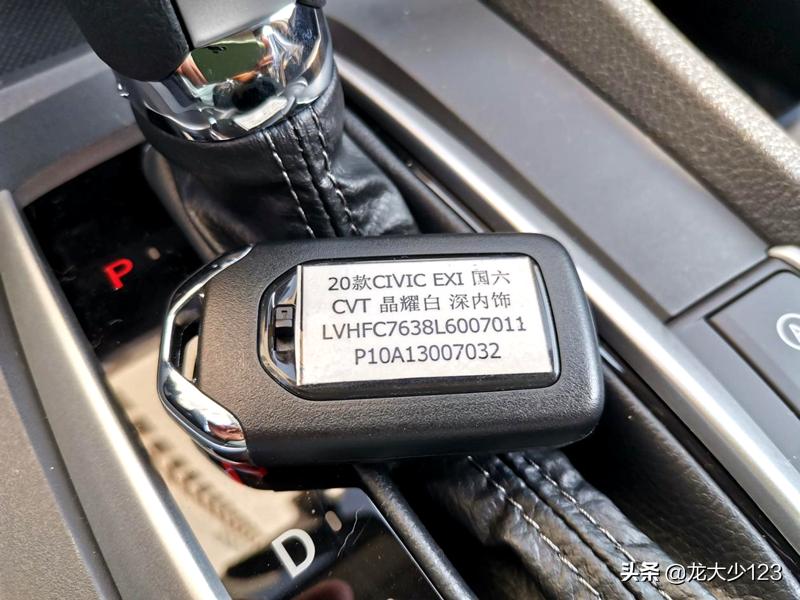 P
20款CIVIC EXI 国六
CVT 晶耀白 深内饰
LVHFC7638L6007011
P10A13007032
D
头条 @龙大少123